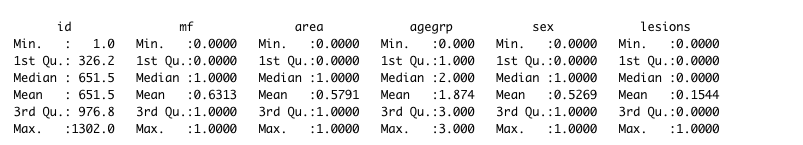 id               mf              area            agegrp            sex            lesions
 Min.   :   1.0   Min.   :0.0000   Min.   :0.0000   Min.   :0.000   Min.   :0.0000   Min.   :0.0000
 1st Qu.: 326.2   1st Qu.:0.0000   1st Qu.:0.0000   1st Qu.:1.000   1st Qu.:0.0000   1st Qu.:0.0000
 Median : 651.5   Median :1.0000   Median :1.0000   Median :2.000   Median :1.0000   Median :0.0000
 Mean   : 651.5   Mean   :0.6313   Mean   :0.5791   Mean   :1.874   Mean   :0.5269   Mean   :0.1544
 3rd Qu.: 976.8   3rd Qu.:1.0000   3rd Qu.:1.0000   3rd Qu.:3.000   3rd Qu.:1.0000   3rd Qu.:0.0000
 Max.   :1302.0   Max.   :1.0000   Max.   :1.0000   Max.   :3.000   Max.   :1.0000   Max.   :1.0000